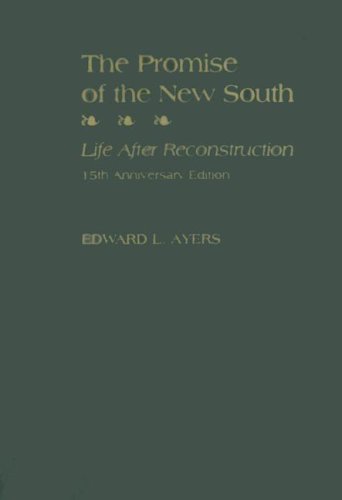 The Promise
of the New South
Life After Reconstruction
15th Anniversary Edition
EDWARD L. AYERS